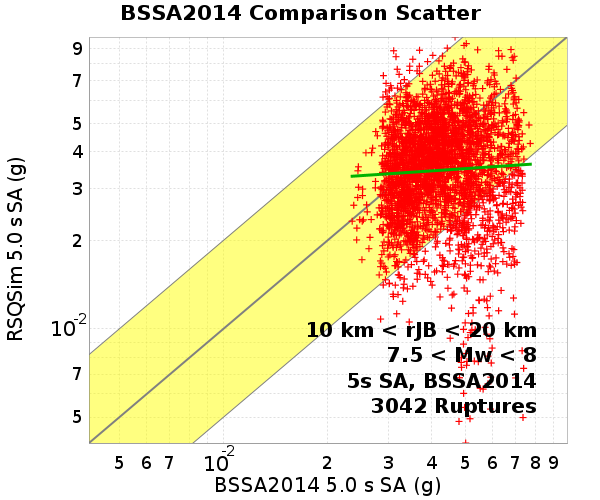 BSSA2014 Comparison Scatter
RSQSim 5.0 s SA (g)
9
7
5
4
3
2
10-2
7
5
10 km < rJB < 20 km
7.5 < Mw < 8
5s SA, BSSA2014
3042 Ruptures
5 6 7 10-2 2 3 4 5 6 7 8 9
BSSA2014 5.0 s SA (g)